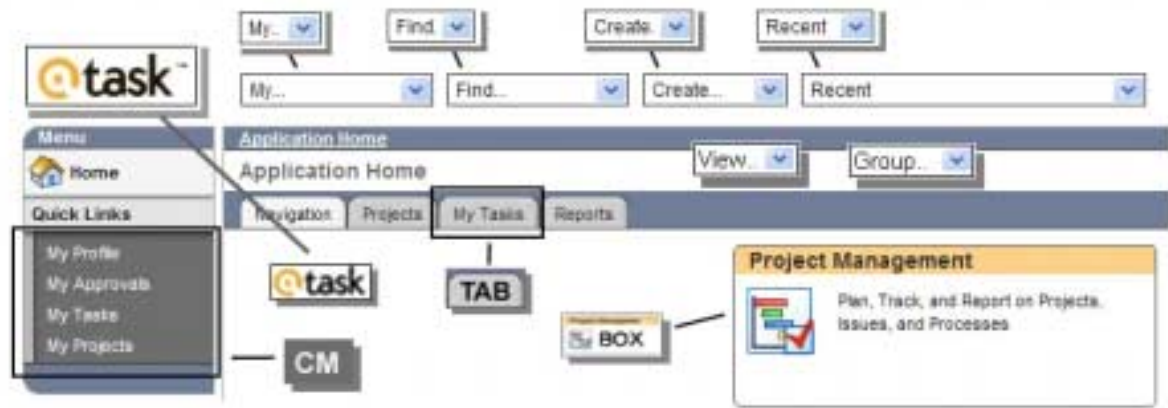 My.. Find. Create. Recent
@task™
My... Find... Create... Recent
Menu
Application Home
Home
Application Home
View.. Group..
Quick Links
Navigation Projects My Tasks Reports
My Profile
My Approvals
My Tasks
My Projects
@task
TAB
Project Management
Plan, Track, and Report on Projects,
Issues, and Processes
BOX
CM